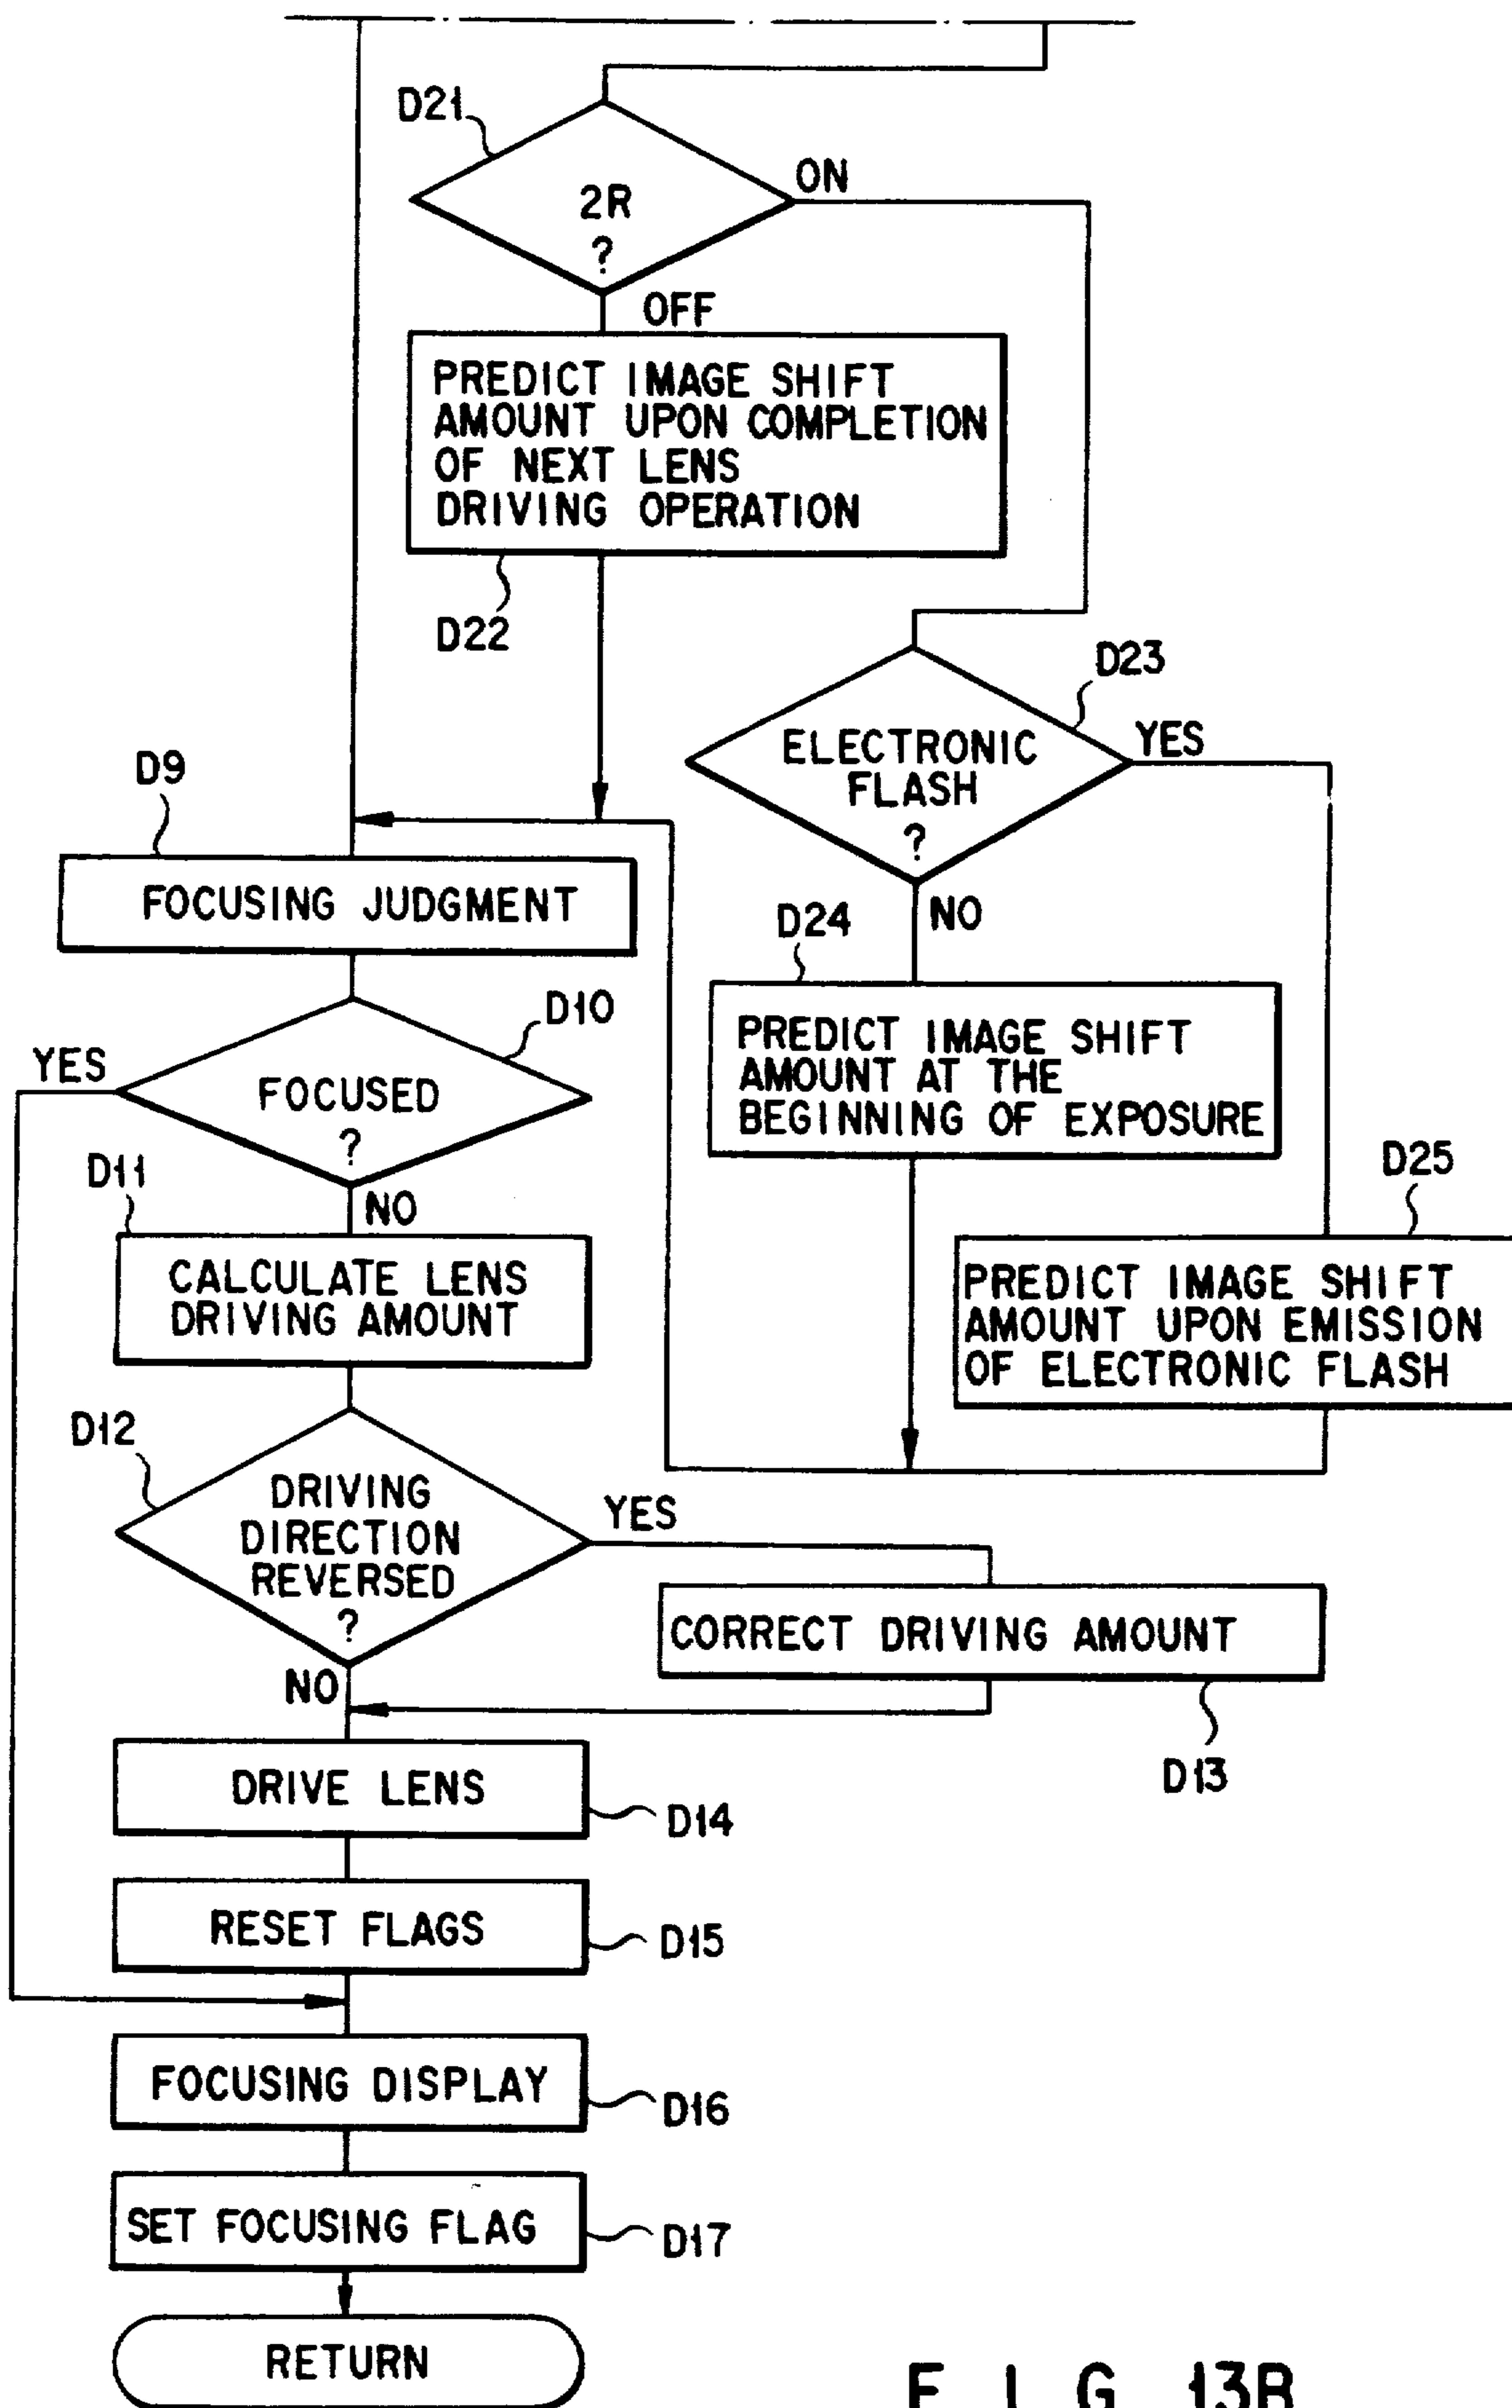 D21
2R
?
ON
OFF
PREDICT IMAGE SHIFT
AMOUNT UPON COMPLETION
OF NEXT LENS
DRIVING OPERATION
D22
D23
ELECTRONIC
FLASH
?
YES
NO
D9
FOCUSING JUDGMENT
D24
PREDICT IMAGE SHIFT
AMOUNT AT THE
BEGINNING OF EXPOSURE
D10
YES
FOCUSED
?
NO
D25
PREDICT IMAGE SHIFT
AMOUNT UPON EMISSION
OF ELECTRONIC FLASH
D11
CALCULATE LENS
DRIVING AMOUNT
D12
DRIVING
DIRECTION
REVERSED
?
YES
NO
CORRECT DRIVING AMOUNT
D13
DRIVE LENS
D14
RESET FLAGS
D15
FOCUSING DISPLAY
D16
SET FOCUSING FLAG
D17
RETURN
F I G. 13B